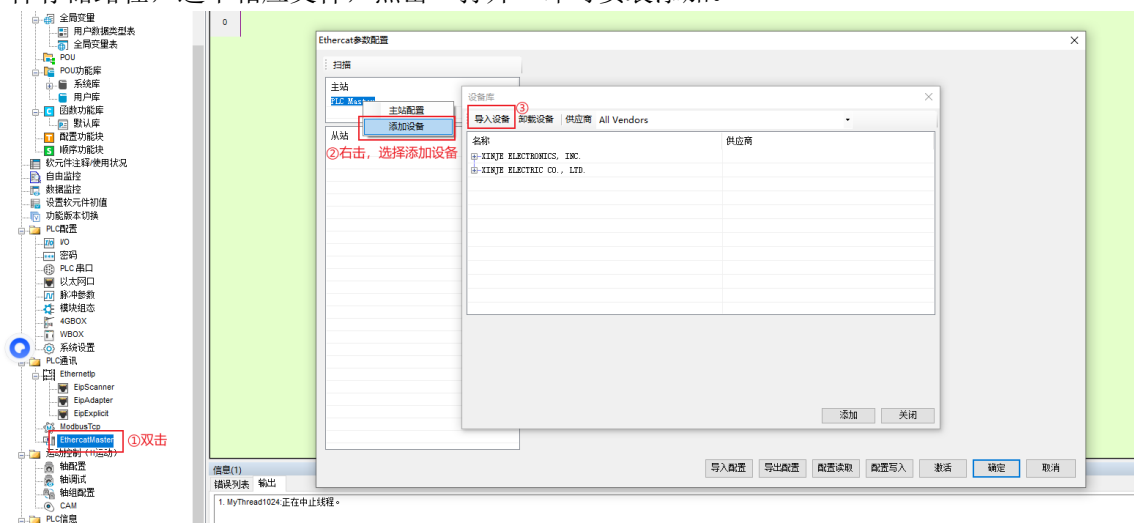 全局变量
用户数据类型表
全局变量表
POU
POU功能库
系统库
用户库
函数功能库
默认库
配置功能块
顺序功能块
软元件注释/使用状况
自由监控
数据监控
设置软元件初值
功能版本切换
PLC配置
I/O
密码
PLC 串口
以太网口
脉冲参数
模块组态
4GBOX
WBOX
系统设置
PLC通讯
EthernetIp
EipScanner
EipAdapter
EipExplicit
ModbusTcp
EthercatMaster
①双击
轴配置
轴调试
轴组配置
CAM
PLC信息
0
Ethercat参数配置
扫描
主站
主站配置
添加设备
从站
②右击，选择添加设备
设备库
③
导入设备 卸载设备 供应商 All Vendors
名称 供应商
XINJE ELECTRONICS, INC.
XINJE ELECTRIC CO., LTD.
添加 关闭
导入配置 导出配置 配置读取 配置写入 激活 确定 取消
信息(1)
错误列表 输出
1. MyThread1024:正在中止线程。